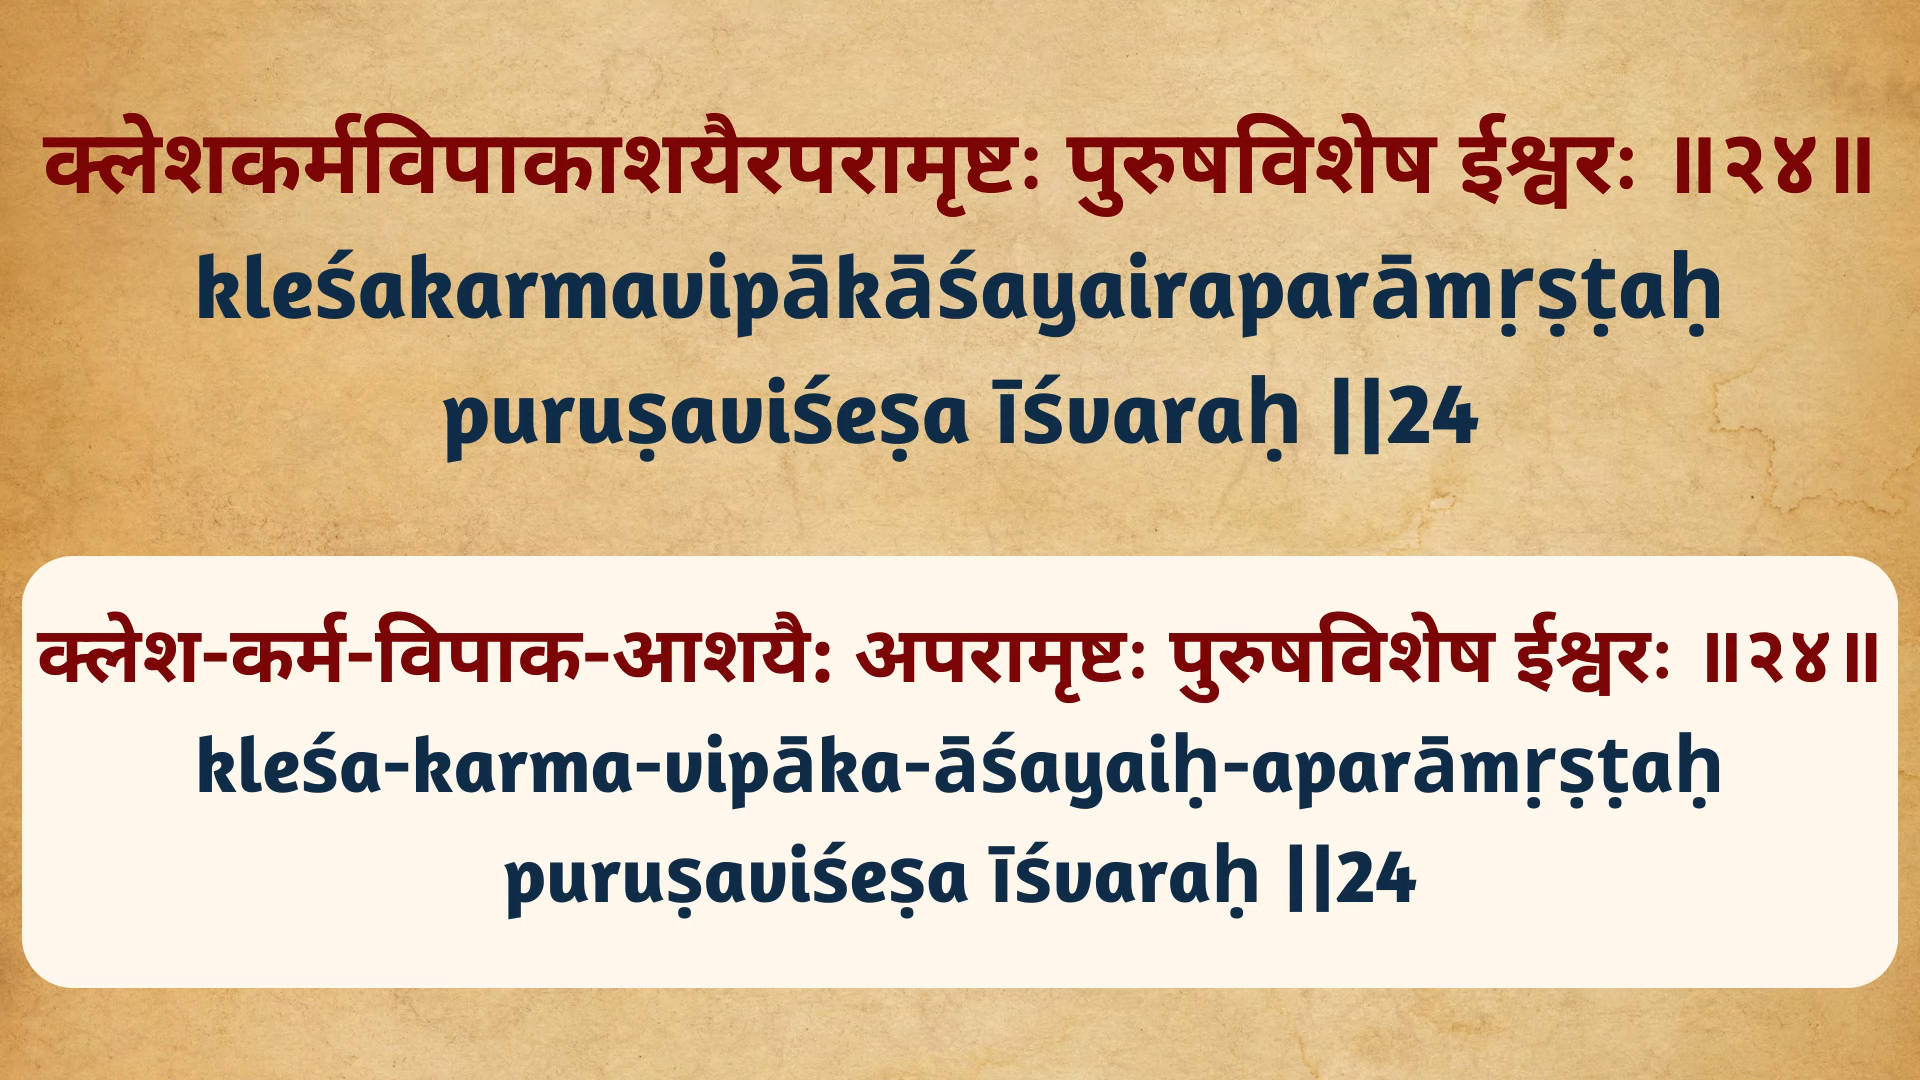 क्लेशकर्मविपाकाशयैरपरामृष्टः पुरुषविशेष ईश्वरः ॥२४॥
kleśakarmavipākāśayairaparāmṛṣṭaḥ
puruṣaviśeṣa īśvaraḥ ||24
क्लेश-कर्म-विपाक-आशयै: अपरामृष्टः पुरुषविशेष ईश्वरः ॥२४॥
kleśa-karma-vipāka-āśayaiḥ-aparāmṛṣṭaḥ
puruṣaviśeṣa īśvaraḥ ||24